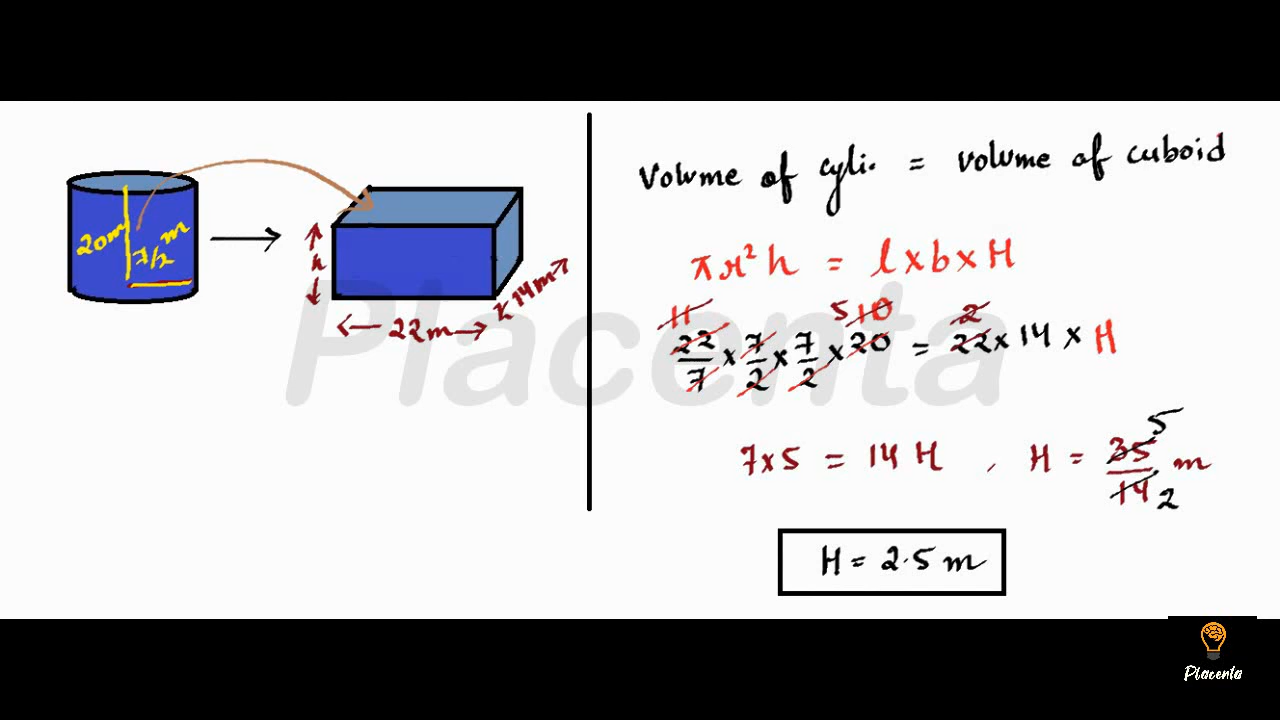 20m
7/2 m
h
22m
14m
Volume of cyli. = volume of cuboid
πr²h = l×b×H
11 5 10 2
22/7 × 7/2 × 7/2 × 20 = 22 × 14 × H
7×5 = 14 H , H = 35/14 m
5
2
H = 2.5 m
Placenta
Placenta